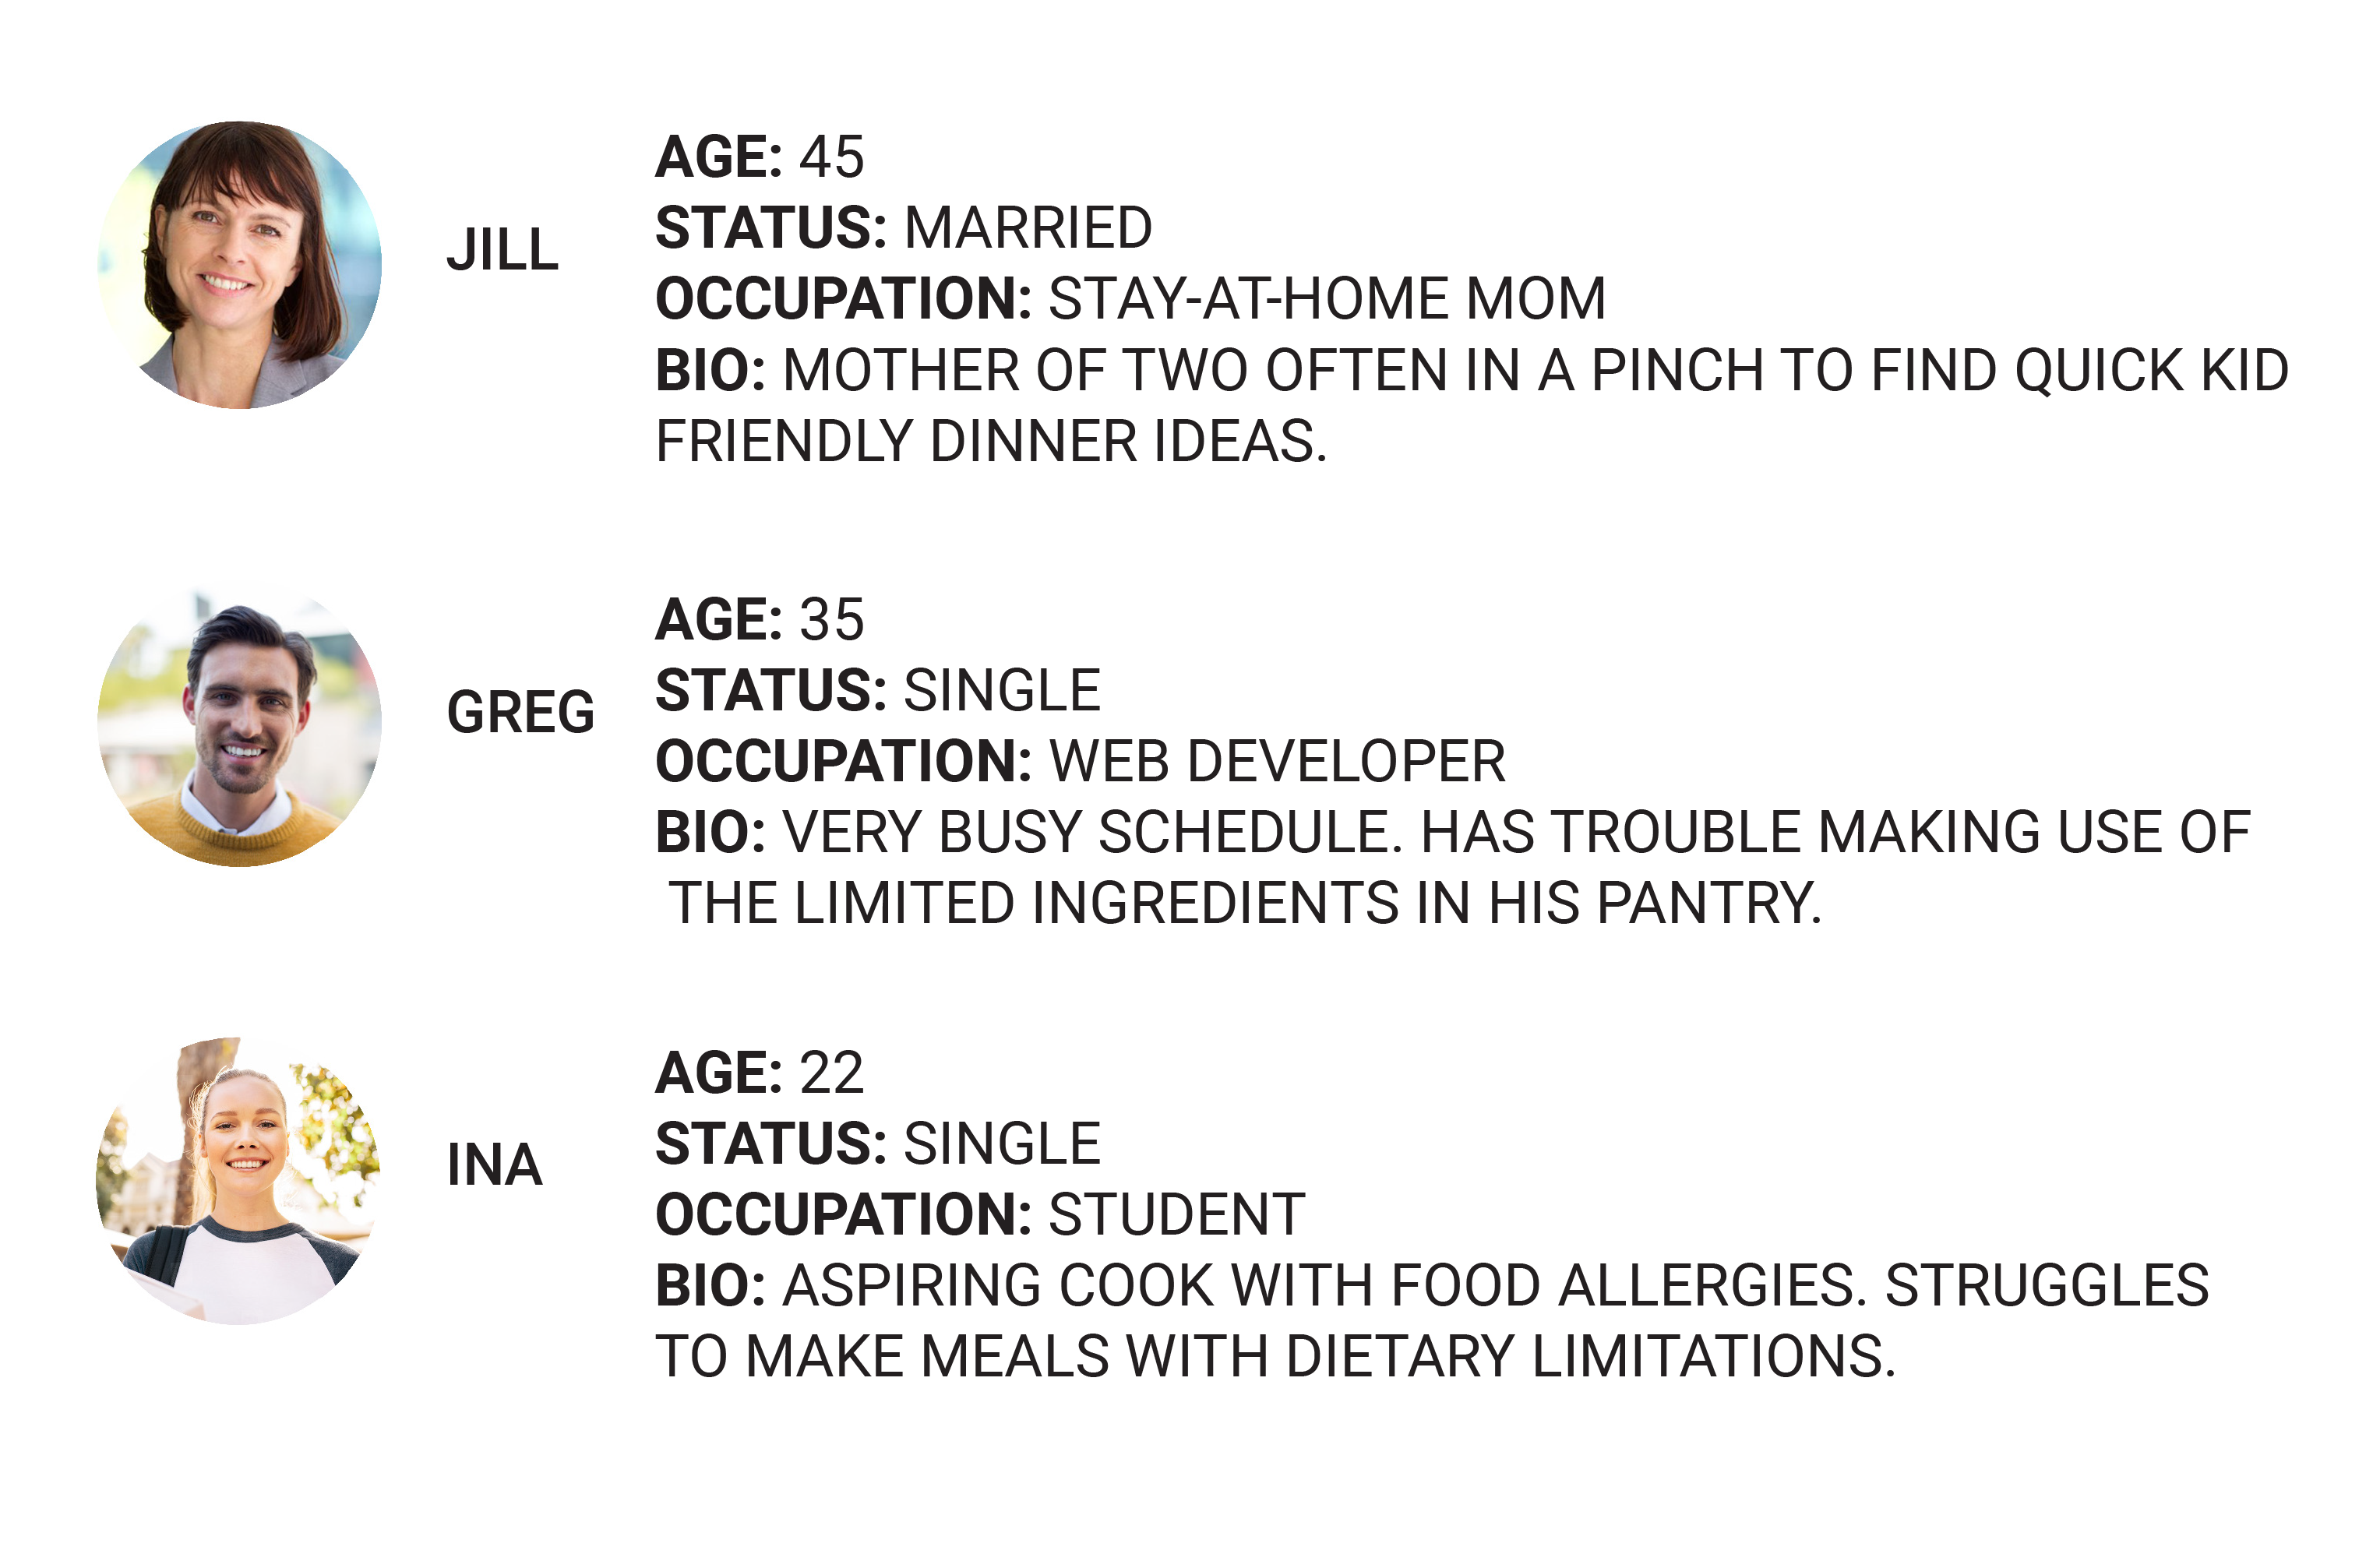 JILL
AGE: 45
STATUS: MARRIED
OCCUPATION: STAY-AT-HOME MOM
BIO: MOTHER OF TWO OFTEN IN A PINCH TO FIND QUICK KID
FRIENDLY DINNER IDEAS.
GREG
AGE: 35
STATUS: SINGLE
OCCUPATION: WEB DEVELOPER
BIO: VERY BUSY SCHEDULE. HAS TROUBLE MAKING USE OF
THE LIMITED INGREDIENTS IN HIS PANTRY.
INA
AGE: 22
STATUS: SINGLE
OCCUPATION: STUDENT
BIO: ASPIRING COOK WITH FOOD ALLERGIES. STRUGGLES
TO MAKE MEALS WITH DIETARY LIMITATIONS.